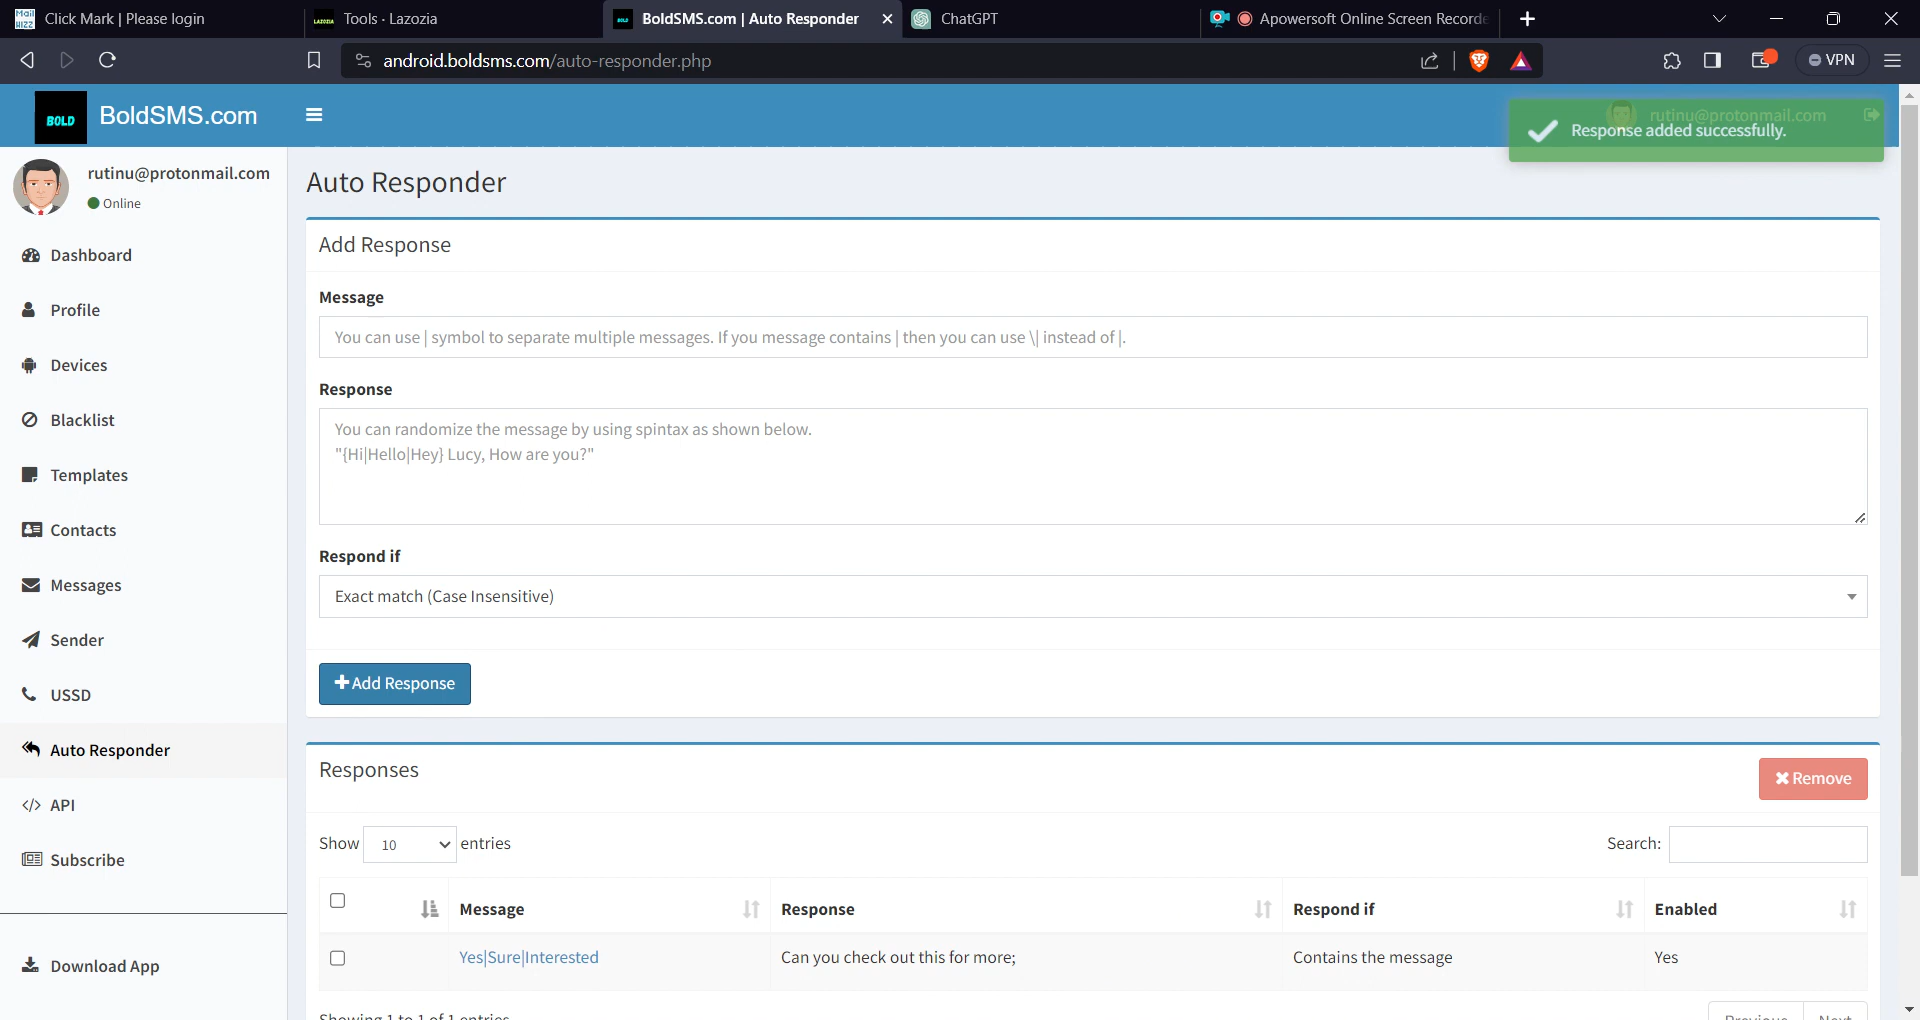 Click Mark | Please login
LAZOZIA
Tools · Lazozia
BoldSMS.com | Auto Responder
ChatGPT
Apowersoft Online Screen Recorde
android.boldsms.com/auto-responder.php
VPN
BOLD
BoldSMS.com
rutinu@protonmail.com
Response added successfully.
rutinu@protonmail.com
Online
Auto Responder
Dashboard
Profile
Devices
Blacklist
Templates
Contacts
Messages
Sender
USSD
Auto Responder
API
Subscribe
Download App
Add Response
Message
You can use | symbol to separate multiple messages. If you message contains | then you can use \| instead of |.
Response
You can randomize the message by using spintax as shown below.
"{Hi|Hello|Hey} Lucy, How are you?"
Respond if
Exact match (Case Insensitive)
Add Response
Responses
Remove
Show 10 entries
Search:
Message Response Respond if Enabled
Yes|Sure|Interested Can you check out this for more; Contains the message Yes
Showing 1 to 1 of 1 entries
Previous Next